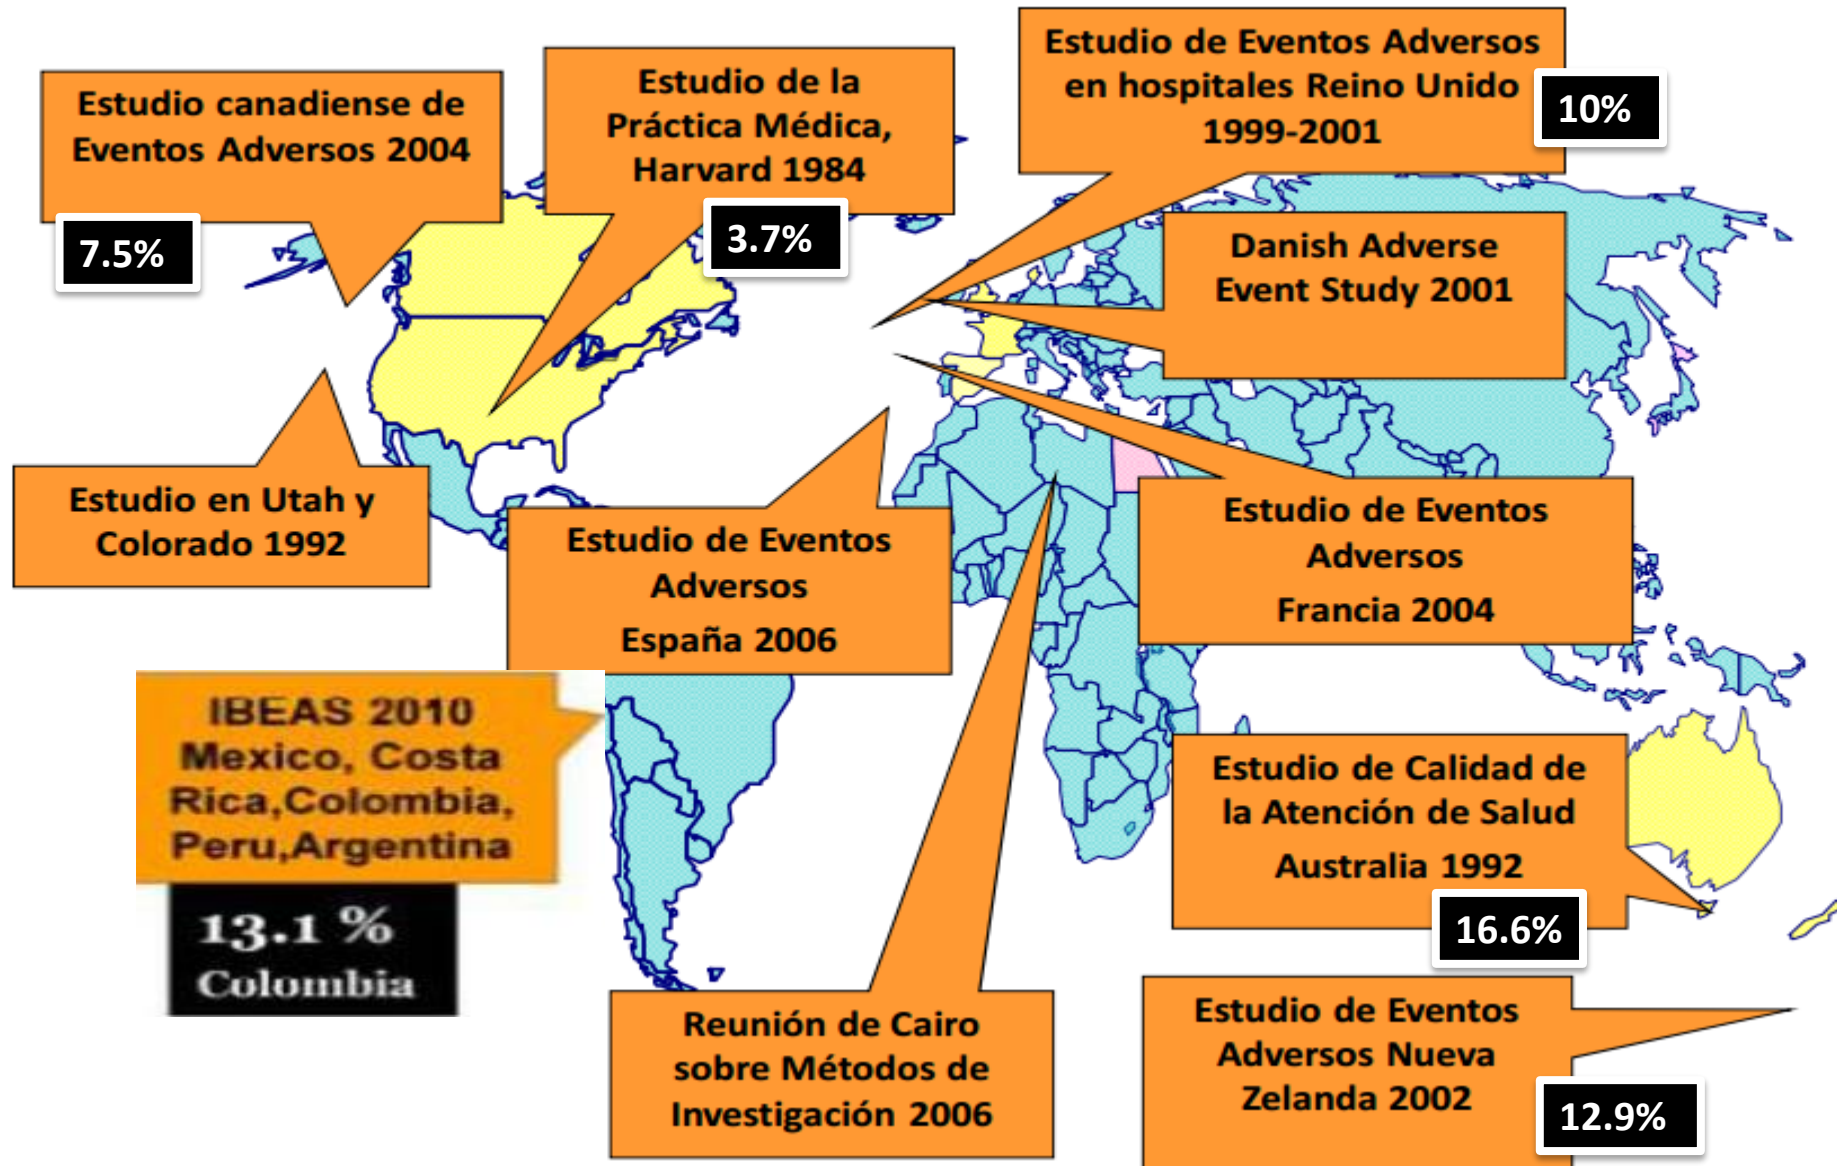 Estudio canadiense de
Eventos Adversos 2004
7.5%
Estudio de la
Práctica Médica,
Harvard 1984
3.7%
Estudio de Eventos Adversos
en hospitales Reino Unido
1999-2001
10%
Danish Adverse
Event Study 2001
Estudio en Utah y
Colorado 1992
Estudio de Eventos
Adversos
España 2006
Estudio de Eventos
Adversos
Francia 2004
IBEAS 2010
Mexico, Costa
Rica,Colombia,
Peru,Argentina
13.1 %
Colombia
Estudio de Calidad de
la Atención de Salud
Australia 1992
16.6%
Reunión de Cairo
sobre Métodos de
Investigación 2006
Estudio de Eventos
Adversos Nueva
Zelanda 2002
12.9%